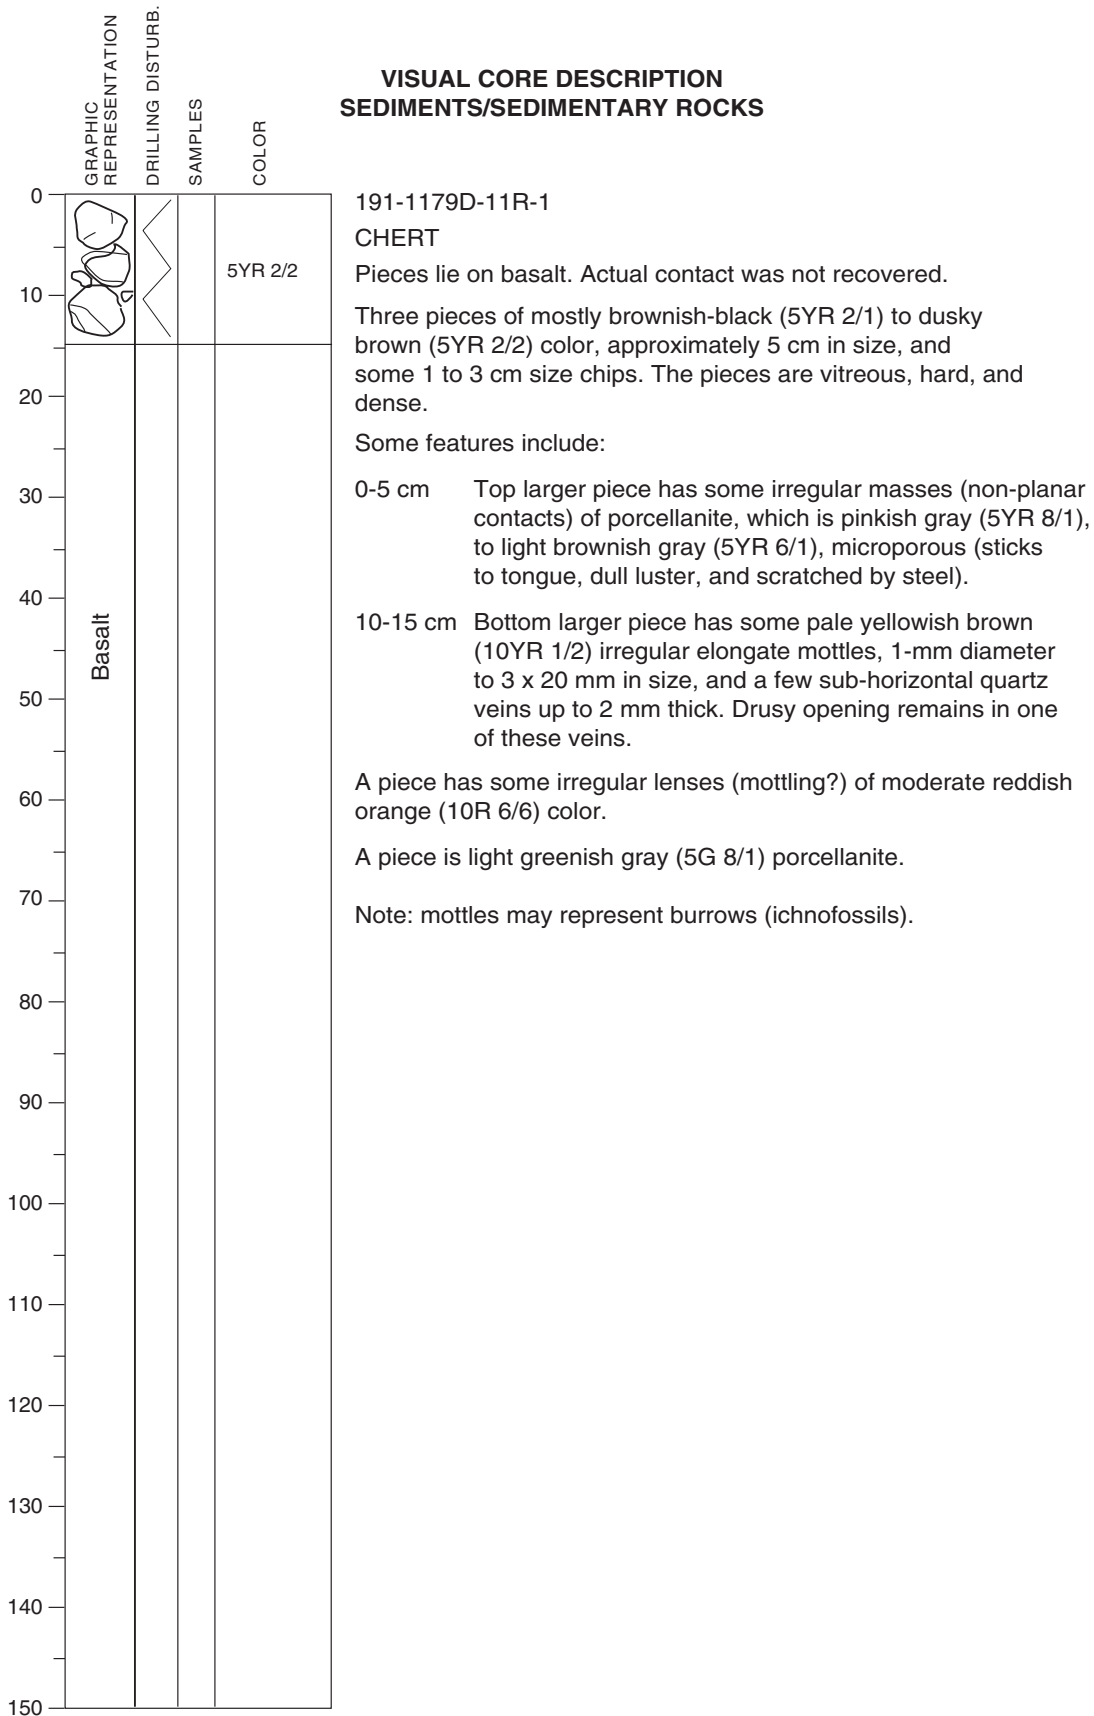 GRAPHIC
REPRESENTATION
DRILLING DISTURB.
SAMPLES
COLOR
VISUAL CORE DESCRIPTION
SEDIMENTS/SEDIMENTARY ROCKS
0
10
20
30
40
50
60
70
80
90
100
110
120
130
140
150
5YR 2/2
Basalt
191-1179D-11R-1
CHERT
Pieces lie on basalt. Actual contact was not recovered.
Three pieces of mostly brownish-black (5YR 2/1) to dusky
brown (5YR 2/2) color, approximately 5 cm in size, and
some 1 to 3 cm size chips. The pieces are vitreous, hard, and
dense.
Some features include:
0-5 cm Top larger piece has some irregular masses (non-planar
contacts) of porcellanite, which is pinkish gray (5YR 8/1),
to light brownish gray (5YR 6/1), microporous (sticks
to tongue, dull luster, and scratched by steel).
10-15 cm Bottom larger piece has some pale yellowish brown
(10YR 1/2) irregular elongate mottles, 1-mm diameter
to 3 x 20 mm in size, and a few sub-horizontal quartz
veins up to 2 mm thick. Drusy opening remains in one
of these veins.
A piece has some irregular lenses (mottling?) of moderate reddish
orange (10R 6/6) color.
A piece is light greenish gray (5G 8/1) porcellanite.
Note: mottles may represent burrows (ichnofossils).